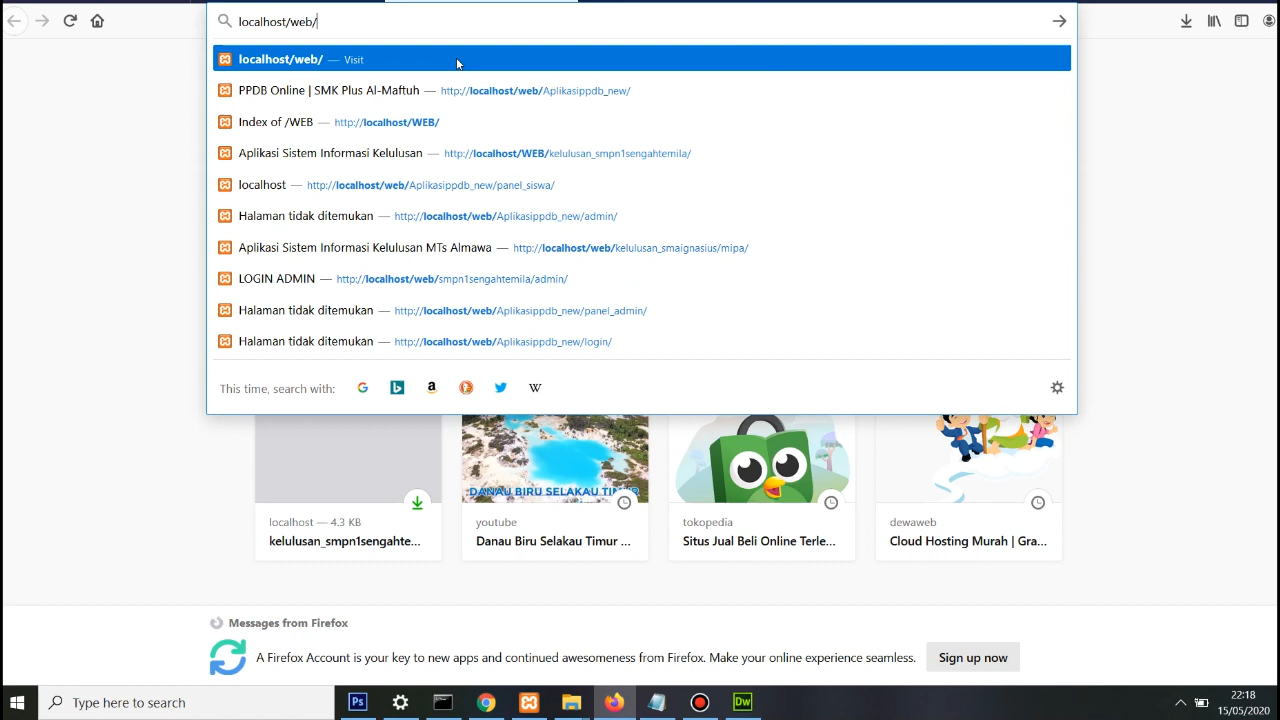 localhost/web/
localhost/web/ — Visit
PPDB Online | SMK Plus Al-Maftuh — http://localhost/web/Aplikasippdb_new/
Index of /WEB — http://localhost/WEB/
Aplikasi Sistem Informasi Kelulusan — http://localhost/WEB/kelulusan_smpn1sengahtemila/
localhost — http://localhost/web/Aplikasippdb_new/panel_siswa/
Halaman tidak ditemukan — http://localhost/web/Aplikasippdb_new/admin/
Aplikasi Sistem Informasi Kelulusan MTs Almawa — http://localhost/web/kelulusan_smaignasius/mipa/
LOGIN ADMIN — http://localhost/web/smpn1sengahtemila/admin/
Halaman tidak ditemukan — http://localhost/web/Aplikasippdb_new/panel_admin/
Halaman tidak ditemukan — http://localhost/web/Aplikasippdb_new/login/
This time, search with: G b a W
DANAU BIRU SELAKAU TIMUR
localhost — 4.3 KB
kelulusan_smpn1sengahte...
youtube
Danau Biru Selakau Timur ...
tokopedia
Situs Jual Beli Online Terle...
dewaweb
Cloud Hosting Murah | Gra...
Messages from Firefox
A Firefox Account is your key to new apps and continued awesomeness from Firefox. Make your online experience seamless. Sign up now
Type here to search
Ps
Dw
22:18
15/05/2020